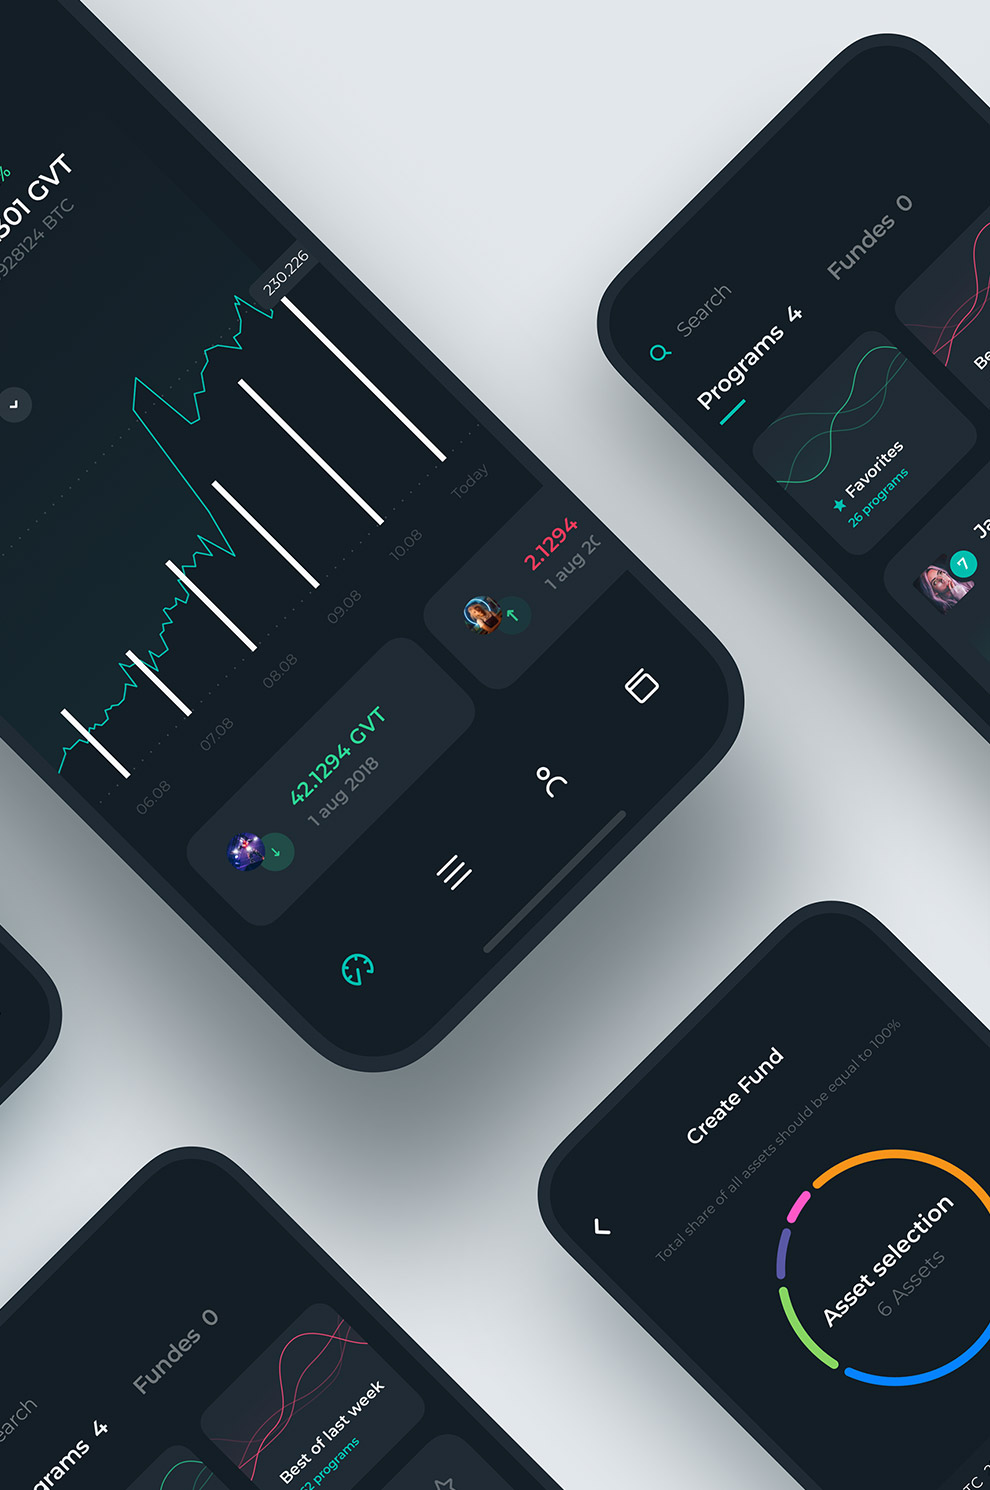 %
301 GVT
928124 BTC
230.226
Today
10.08
09.08
08.08
07.08
06.08
2.1294
1 aug 20
42.1294 GVT
1 aug 2018
Search
Programs 4
Fundes 0
Favorites
26 programs
Be
7
Ja
Create Fund
Total share of all assets should be equal to 100%
Asset selection
6 Assets
earch
grams 4
Fundes 0
Best of last week
52 programs